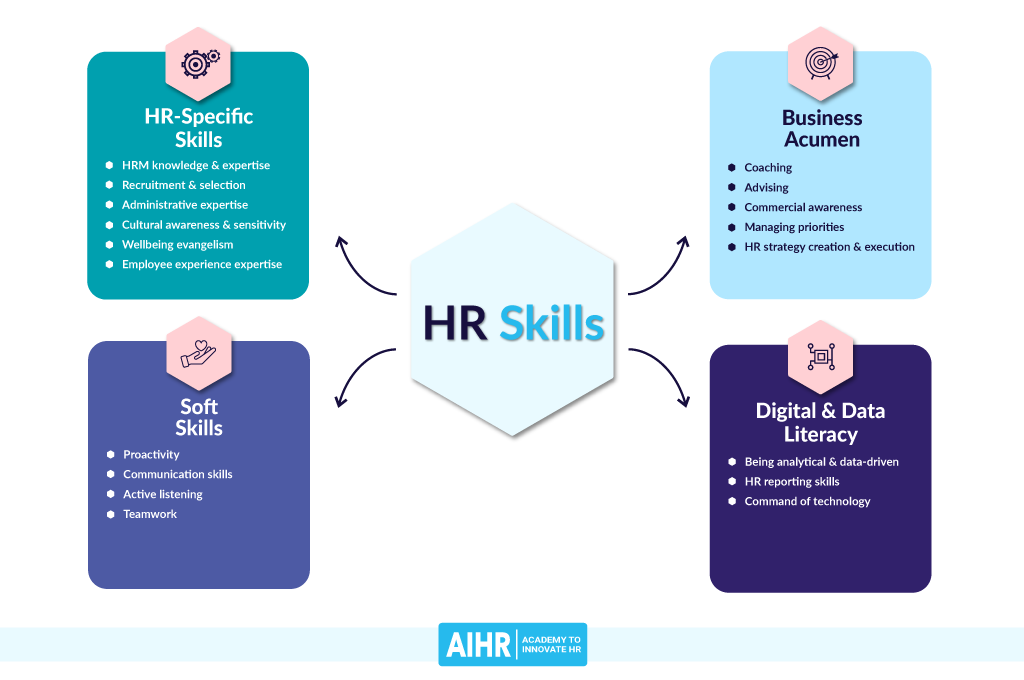 HR-Specific
Skills
HRM knowledge & expertise
Recruitment & selection
Administrative expertise
Cultural awareness & sensitivity
Wellbeing evangelism
Employee experience expertise
Business
Acumen
Coaching
Advising
Commercial awareness
Managing priorities
HR strategy creation & execution
HR Skills
Soft
Skills
Proactivity
Communication skills
Active listening
Teamwork
Digital & Data
Literacy
Being analytical & data-driven
HR reporting skills
Command of technology
AIHR
ACADEMY TO
INNOVATE HR